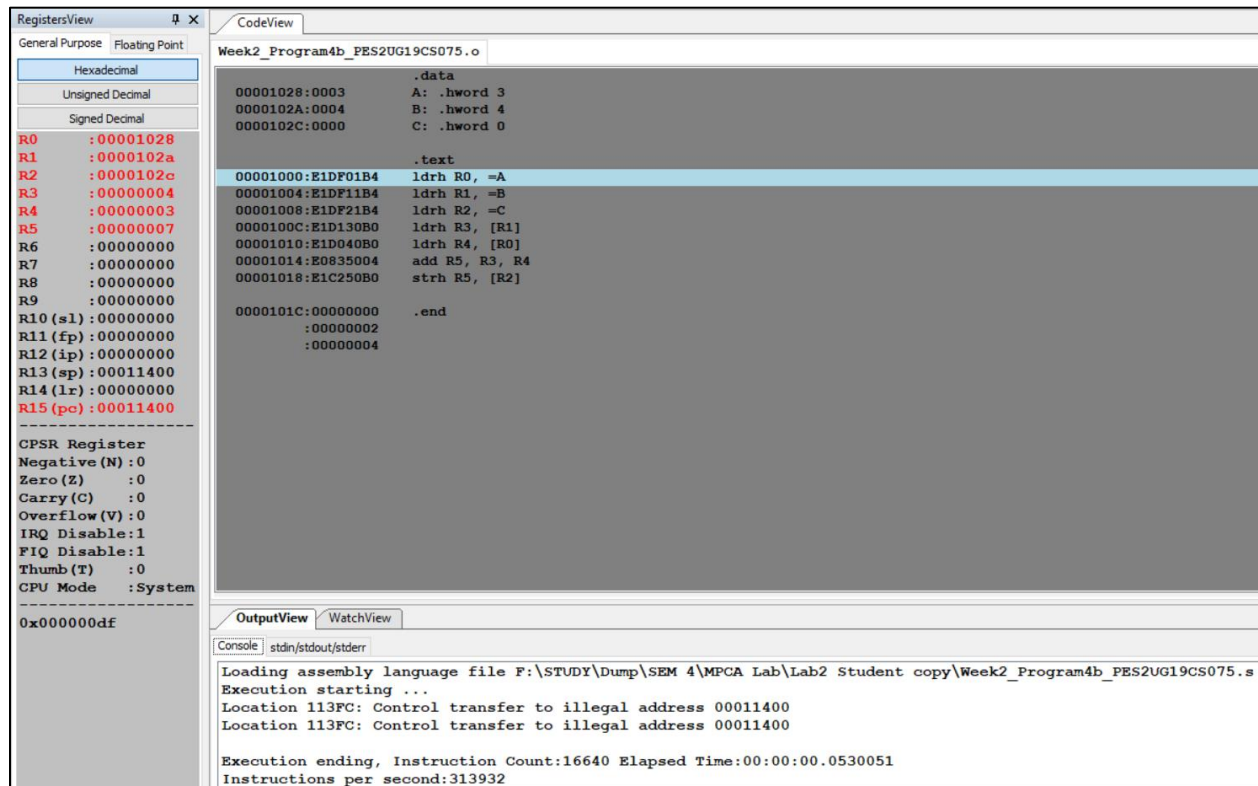 RegistersView
General Purpose Floating Point
Hexadecimal
Unsigned Decimal
Signed Decimal
R0 :00001028
R1 :0000102a
R2 :0000102c
R3 :00000004
R4 :00000003
R5 :00000007
R6 :00000000
R7 :00000000
R8 :00000000
R9 :00000000
R10(sl):00000000
R11(fp):00000000
R12(ip):00000000
R13(sp):00011400
R14(lr):00000000
R15(pc):00011400
-------------------
CPSR Register
Negative(N):0
Zero(Z) :0
Carry(C) :0
Overflow(V):0
IRQ Disable:1
FIQ Disable:1
Thumb(T) :0
CPU Mode :System
-------------------
0x000000df
CodeView
Week2_Program4b_PES2UG19CS075.o
.data
00001028:0003 A: .hword 3
0000102A:0004 B: .hword 4
0000102C:0000 C: .hword 0
.text
00001000:E1DF01B4 ldrh R0, =A
00001004:E1DF11B4 ldrh R1, =B
00001008:E1DF21B4 ldrh R2, =C
0000100C:E1D130B0 ldrh R3, [R1]
00001010:E1D040B0 ldrh R4, [R0]
00001014:E0835004 add R5, R3, R4
00001018:E1C250B0 strh R5, [R2]
0000101C:00000000 .end
:00000002
:00000004
OutputView WatchView
Console stdin/stdout/stderr
Loading assembly language file F:\STUDY\Dump\SEM 4\MPCA Lab\Lab2 Student copy\Week2_Program4b_PES2UG19CS075.s
Execution starting ...
Location 113FC: Control transfer to illegal address 00011400
Location 113FC: Control transfer to illegal address 00011400
Execution ending, Instruction Count:16640 Elapsed Time:00:00:00.0530051
Instructions per second:313932